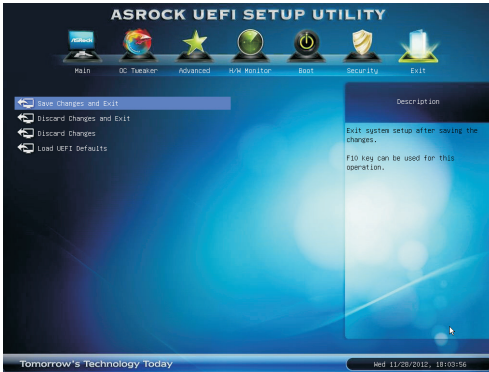 ASROCK UEFI SETUP UTILITY
ASRock
Main OC Tweaker Advanced H/W Monitor Boot Security Exit
Save Changes and Exit
Discard Changes and Exit
Discard Changes
Load UEFI Defaults
Description
Exit system setup after saving the
changes.
F10 key can be used for this
operation.
Tomorrow's Technology Today
Wed 11/28/2012, 18:03:56